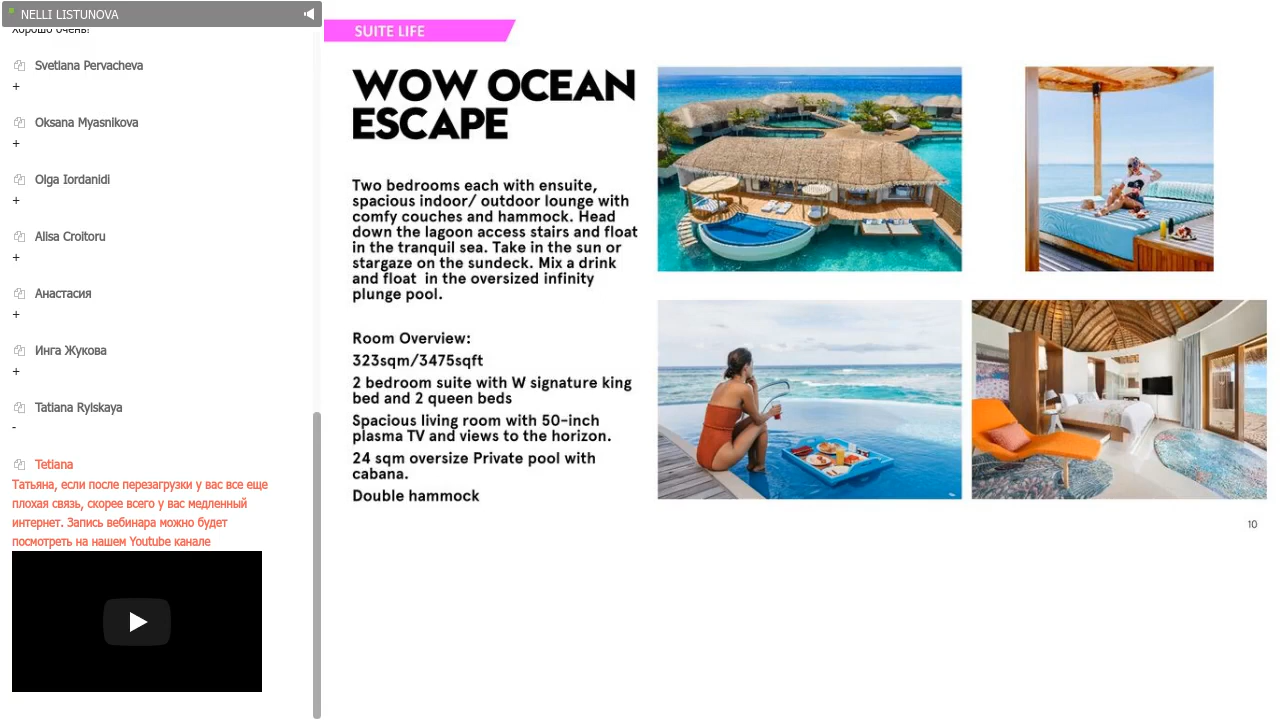 NELLI LISTUNOVA
Хорошо очень!
Svetlana Pervacheva
+
Oksana Myasnikova
+
Olga Iordanidi
+
Alisa Croitoru
+
Анастасия
+
Инга Жукова
+
Tatiana Rylskaya
-
Tetiana
Татьяна, если после перезагрузки у вас все еще
плохая связь, скорее всего у вас медленный
интернет. Запись вебинара можно будет
посмотреть на нашем Youtube канале
SUITE LIFE
WOW OCEAN
ESCAPE
Two bedrooms each with ensuite,
spacious indoor/ outdoor lounge with
comfy couches and hammock. Head
down the lagoon access stairs and float
in the tranquil sea. Take in the sun or
stargaze on the sundeck. Mix a drink
and float in the oversized infinity
plunge pool.
Room Overview:
323sqm/3475sqft
2 bedroom suite with W signature king
bed and 2 queen beds
Spacious living room with 50-inch
plasma TV and views to the horizon.
24 sqm oversize Private pool with
cabana.
Double hammock
10